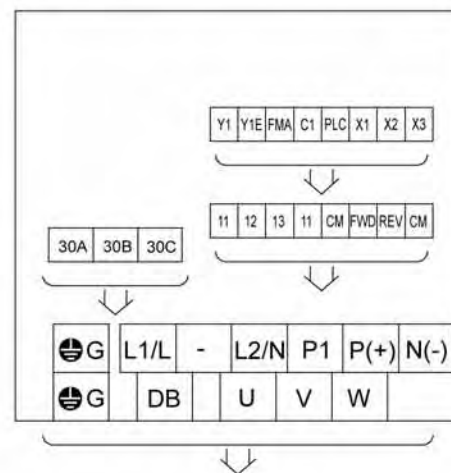 Y1 Y1E FMA C1 PLC X1 X2 X3
11 12 13 11 CM FWD REV CM
30A 30B 30C
G L1/L - L2/N P1 P(+) N(-)
G DB U V W